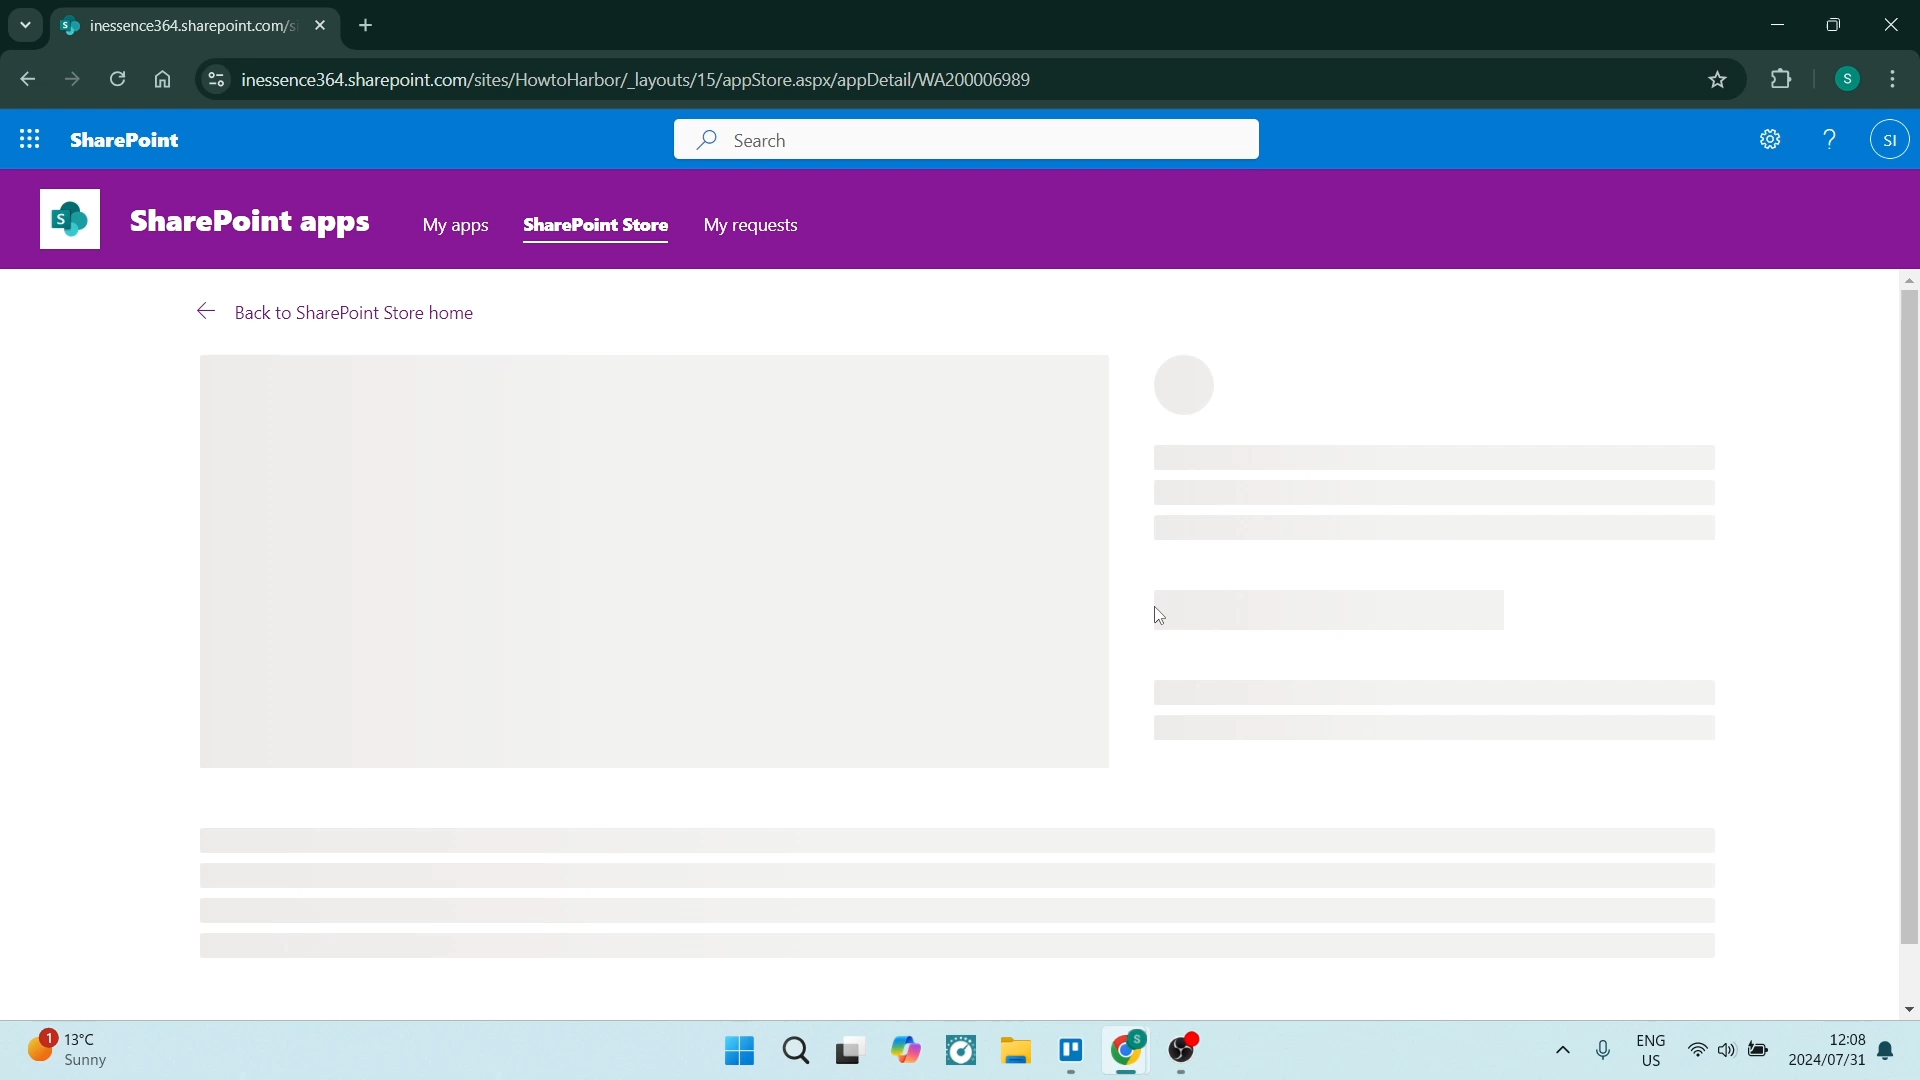 inessence364.sharepoint.com/si
inessence364.sharepoint.com/sites/HowtoHarbor/_layouts/15/appStore.aspx/appDetail/WA200006989
S
SharePoint
Search
?
SI
S
SharePoint apps
My apps
SharePoint Store
My requests
Back to SharePoint Store home
1
13°C
Sunny
S
ENG
US
12:08
2024/07/31